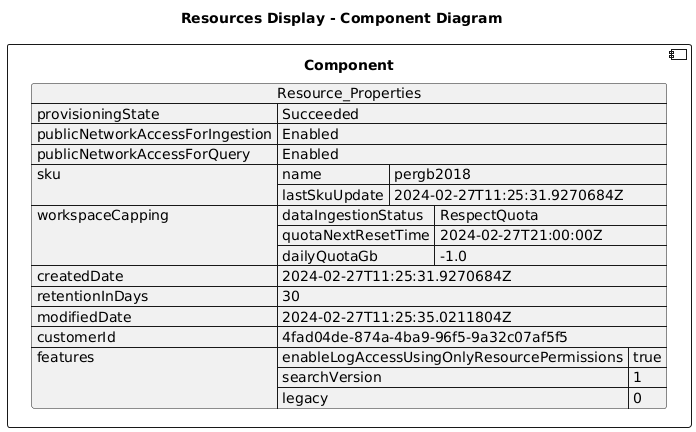 Resources Display - Component Diagram
Component
Resource_Properties
provisioningState Succeeded
publicNetworkAccessForIngestion Enabled
publicNetworkAccessForQuery Enabled
sku name pergb2018
lastSkuUpdate 2024-02-27T11:25:31.9270684Z
workspaceCapping dataIngestionStatus RespectQuota
quotaNextResetTime 2024-02-27T21:00:00Z
dailyQuotaGb -1.0
createdDate 2024-02-27T11:25:31.9270684Z
retentionInDays 30
modifiedDate 2024-02-27T11:25:35.0211804Z
customerId 4fad04de-874a-4ba9-96f5-9a32c07af5f5
features enableLogAccessUsingOnlyResourcePermissions true
searchVersion 1
legacy 0